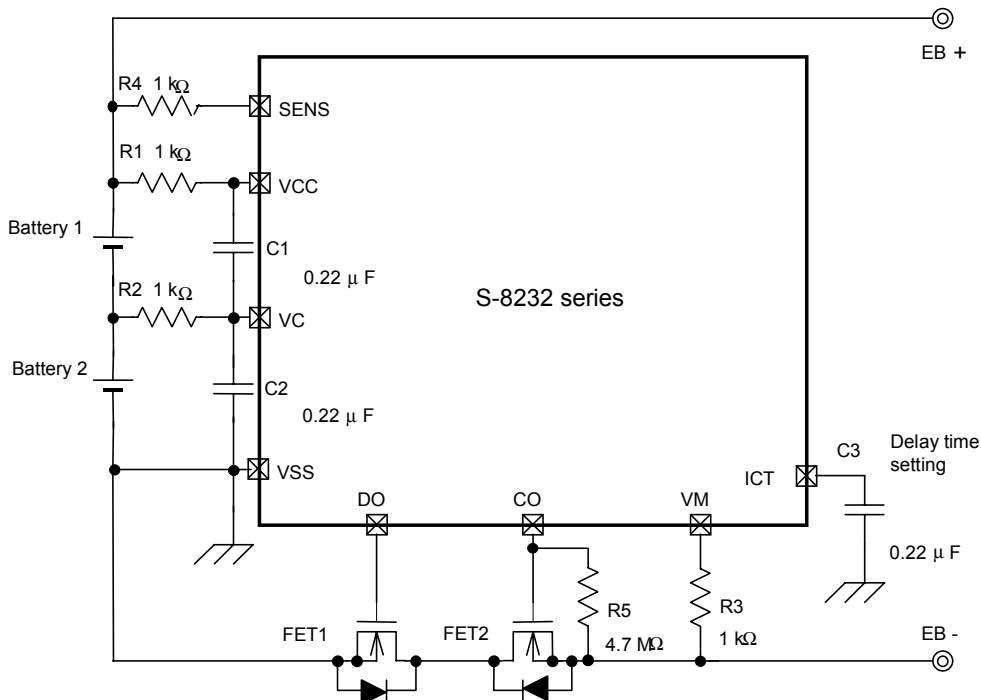 EB +
R4 1 kΩ
SENS
R1 1 kΩ
VCC
Battery 1
C1
0.22 μ F
R2 1 kΩ
S-8232 series
VC
Battery 2
C2
0.22 μ F
C3
Delay time
setting
VSS
ICT
DO
CO
VM
0.22 μ F
R5
R3
FET1
FET2
4.7 MΩ
1 kΩ
EB -